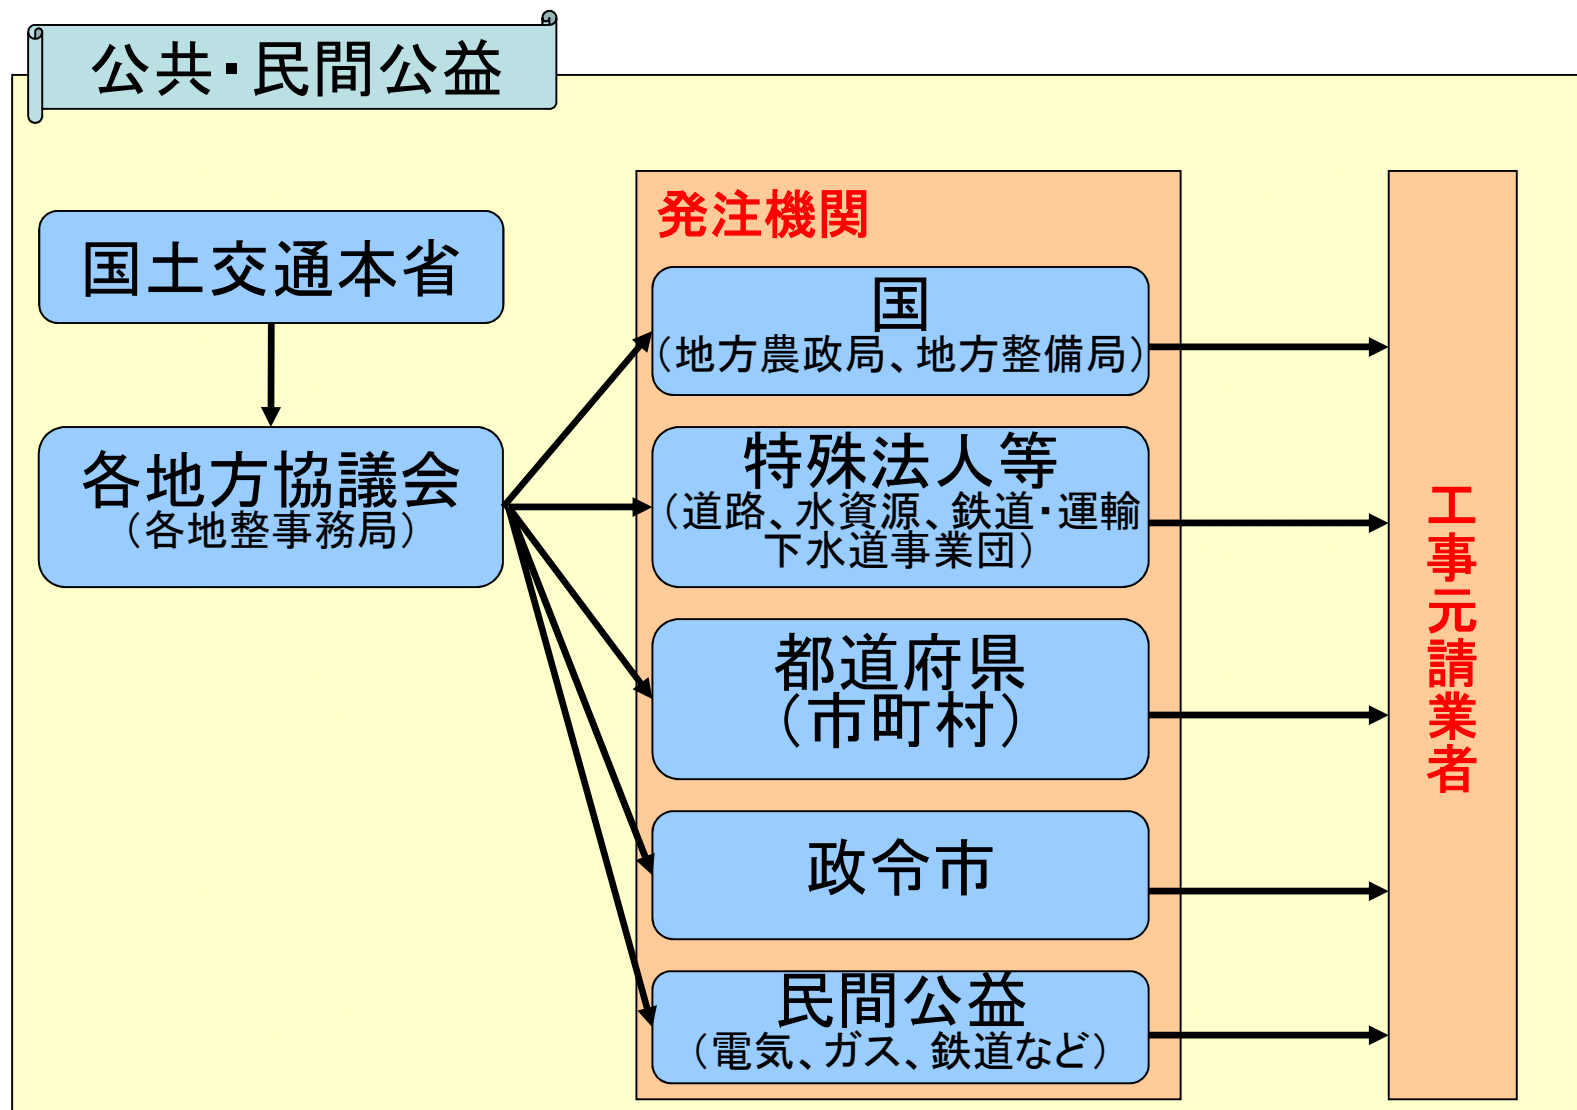 公共・民間公益
国土交通本省
各地方協議会
（各地整事務局）
発注機関
国
（地方農政局、地方整備局）
特殊法人等
（道路、水資源、鉄道・運輸
下水道事業団）
都道府県
（市町村）
政令市
民間公益
（電気、ガス、鉄道など）
工事元請業者